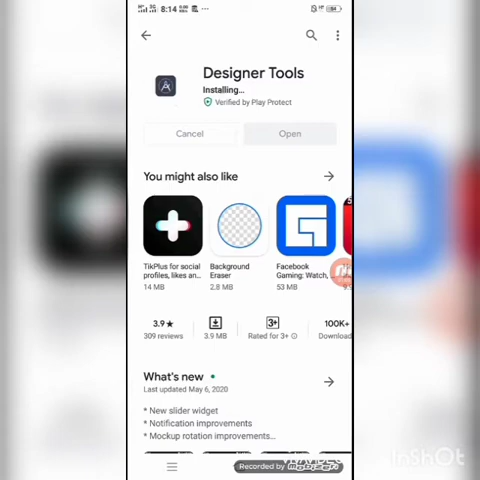 8:14
Designer Tools
Installing...
Verified by Play Protect
Cancel
Open
You might also like
TikPlus for social profiles, likes an...
14 MB
Background Eraser
2.8 MB
Facebook Gaming: Watch,...
53 MB
3.9★
309 reviews
3.9 MB
3+
Rated for 3+
100K+
Download
What's new
Last updated May 6, 2020
* New slider widget
* Notification improvements
* Mockup rotation improvements...
Recorded by
InShOt